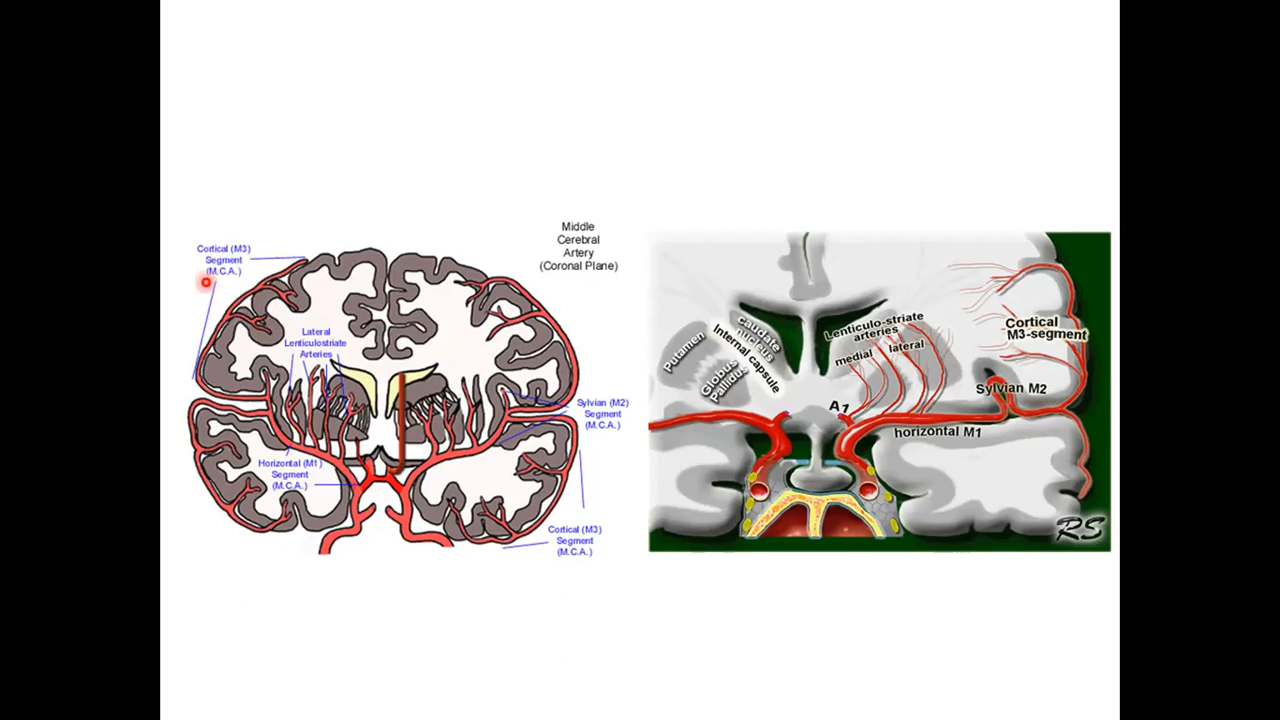 Middle
Cerebral
Artery
(Coronal Plane)
Cortical (M3)
Segment
(M.C.A.)
Lateral
Lenticulostriate
Arteries
Sylvian (M2)
Segment
(M.C.A.)
Horizontal (M1)
Segment
(M.C.A.)
Cortical (M3)
Segment
(M.C.A.)
Putamen
Globus
Pallidus
Internal capsule
caudate
nucleus
Lenticulo-striate
arteries
medial
lateral
A1
horizontal M1
Sylvian M2
Cortical
M3-segment
RS